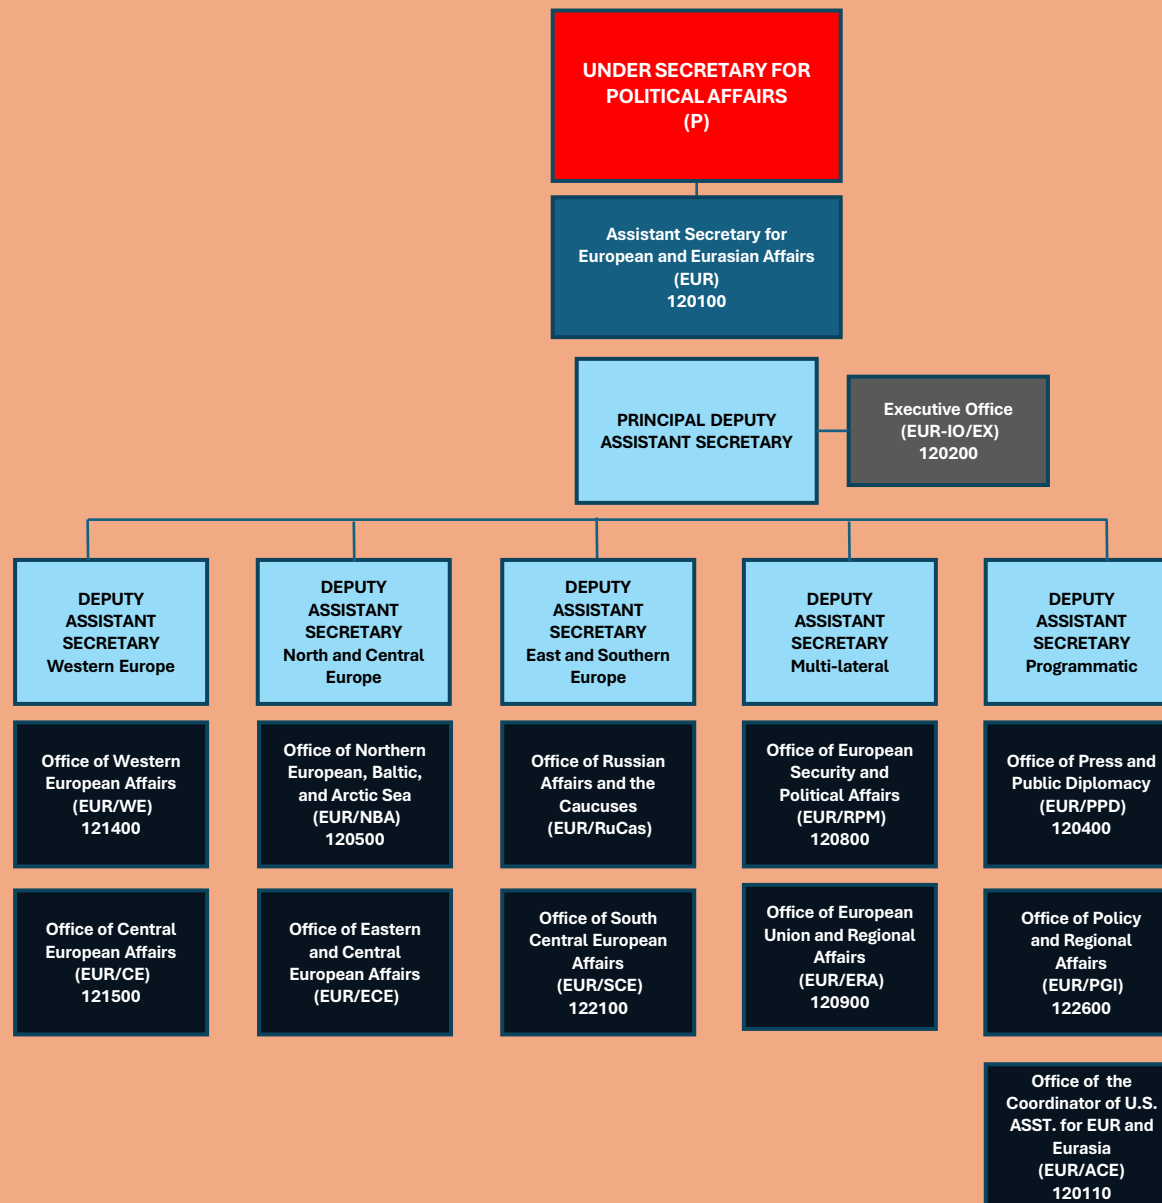 UNDER SECRETARY FOR
POLITICAL AFFAIRS
(P)
Assistant Secretary for
European and Eurasian Affairs
(EUR)
120100
PRINCIPAL DEPUTY
ASSISTANT SECRETARY
Executive Office
(EUR-IO/EX)
120200
DEPUTY
ASSISTANT
SECRETARY
Western Europe
DEPUTY
ASSISTANT
SECRETARY
North and Central
Europe
DEPUTY
ASSISTANT
SECRETARY
East and Southern
Europe
DEPUTY
ASSISTANT
SECRETARY
Multi-lateral
DEPUTY
ASSISTANT
SECRETARY
Programmatic
Office of Western
European Affairs
(EUR/WE)
121400
Office of Northern
European, Baltic,
and Arctic Sea
(EUR/NBA)
120500
Office of Russian
Affairs and the
Caucuses
(EUR/RuCas)
Office of European
Security and
Political Affairs
(EUR/RPM)
120800
Office of Press and
Public Diplomacy
(EUR/PPD)
120400
Office of Central
European Affairs
(EUR/CE)
121500
Office of Eastern
and Central
European Affairs
(EUR/ECE)
Office of South
Central European
Affairs
(EUR/SCE)
122100
Office of European
Union and Regional
Affairs
(EUR/ERA)
120900
Office of Policy
and Regional
Affairs
(EUR/PGI)
122600
Office of the
Coordinator of U.S.
ASST. for EUR and
Eurasia
(EUR/ACE)
120110